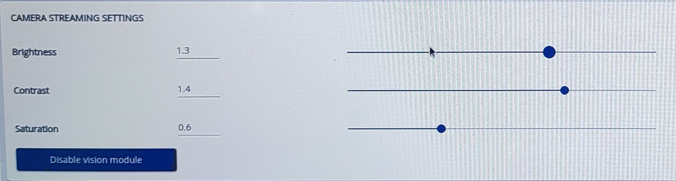 CAMERA STREAMING SETTINGS
Brightness 1.3
Contrast 1.4
Saturation 0.6
Disable vision module